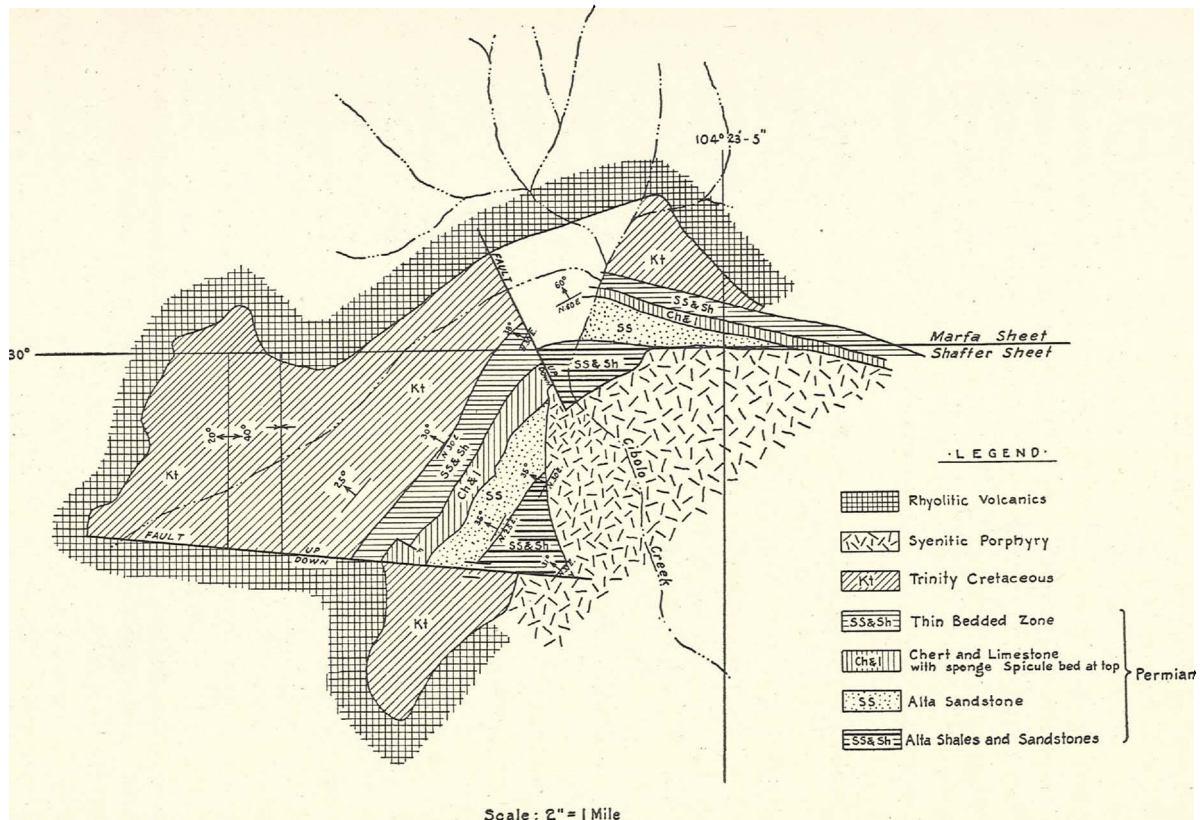 104° 23'-5"
FAULT
Kt
60°
N 60 E
SS & Sh
Ch & l
SS
Marfa Sheet
30°
Shafter Sheet
SS & Sh
UP
DOWN
Kt
20°
40°
30°
N 30 E
SS & Sh
Cibolo
Creek
Kt
25°
Ch & l
SS
SS & Sh
FAULT
UP
DOWN
Kt
·LEGEND·
Rhyolitic Volcanics
Syenitic Porphyry
Kt Trinity Cretaceous
SS & Sh Thin Bedded Zone
Ch & l Chert and Limestone
with sponge Spicule bed at top
Permian
SS Alta Sandstone
SS & Sh Alta Shales and Sandstones
Scale: 2" = 1 Mile